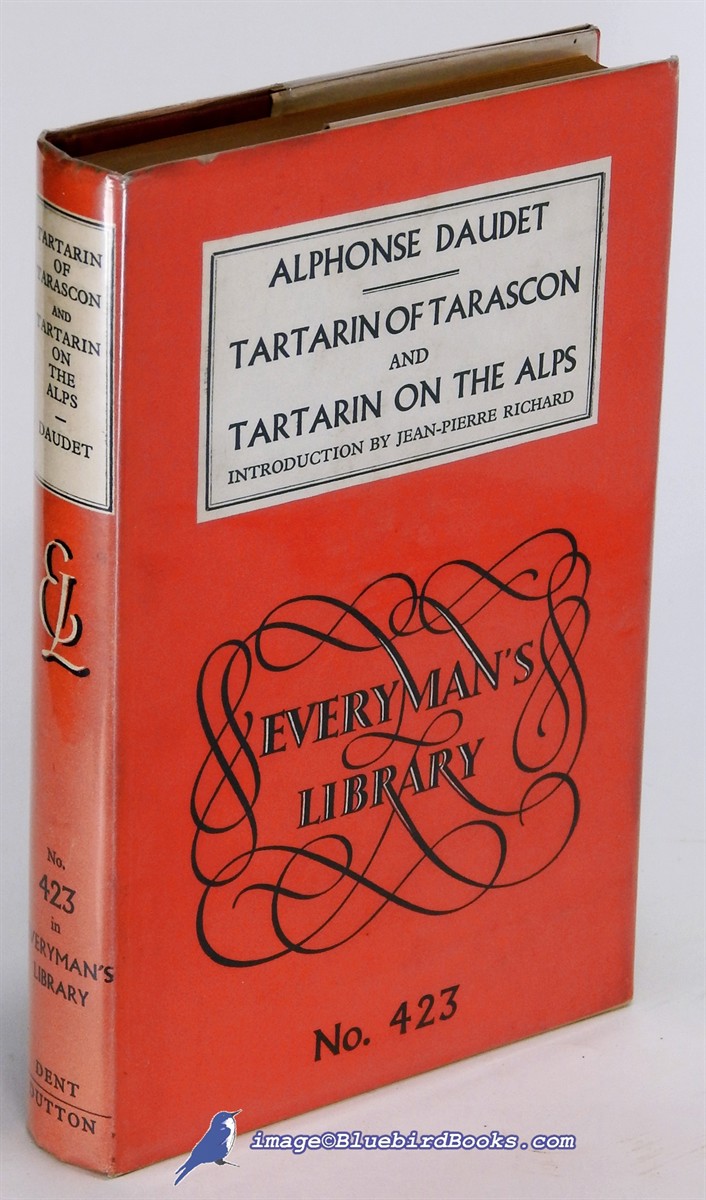 ALPHONSE DAUDET
TARTARIN OF TARASCON
AND
TARTARIN ON THE ALPS
INTRODUCTION BY JEAN-PIERRE RICHARD
EVERYMAN'S
LIBRARY
No. 423
TARTARIN
OF
TARASCON
AND
TARTARIN
ON
THE
ALPS
DAUDET
EL
No.
423
in
EVERYMAN'S
LIBRARY
DENT
DUTTON
image©BluebirdBooks.com